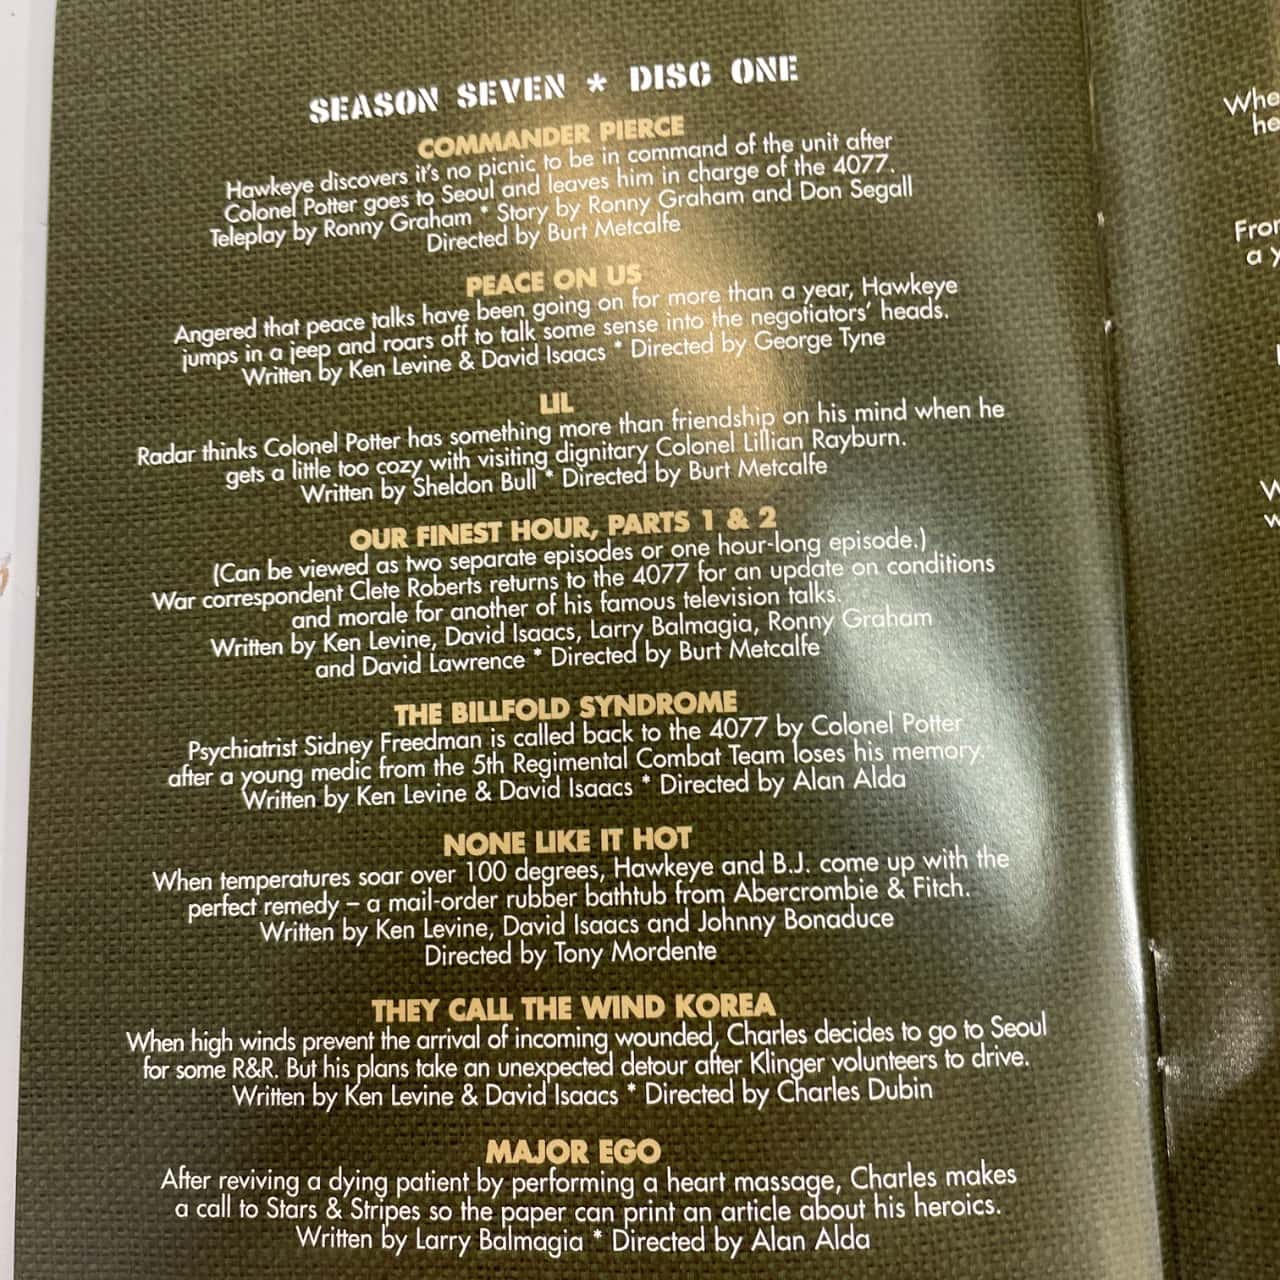 SEASON SEVEN * DISC ONE
COMMANDER PIERCE
Hawkeye discovers it's no picnic to be in command of the unit after
Colonel Potter goes to Seoul and leaves him in charge of the 4077.
Teleplay by Ronny Graham * Story by Ronny Graham and Don Segall
Directed by Burt Metcalfe
PEACE ON US
Angered that peace talks have been going on for more than a year, Hawkeye
jumps in a jeep and roars off to talk some sense into the negotiators' heads.
Written by Ken Levine & David Isaacs * Directed by George Tyne
LIL
Radar thinks Colonel Potter has something more than friendship on his mind when he
gets a little too cozy with visiting dignitary Colonel Lillian Rayburn.
Written by Sheldon Bull * Directed by Burt Metcalfe
OUR FINEST HOUR, PARTS 1 & 2
(Can be viewed as two separate episodes or one hour-long episode.)
War correspondent Clete Roberts returns to the 4077 for an update on conditions
and morale for another of his famous television talks.
Written by Ken Levine, David Isaacs, Larry Balmagia, Ronny Graham
and David Lawrence * Directed by Burt Metcalfe
THE BILLFOLD SYNDROME
Psychiatrist Sidney Freedman is called back to the 4077 by Colonel Potter
after a young medic from the 5th Regimental Combat Team loses his memory.
Written by Ken Levine & David Isaacs * Directed by Alan Alda
NONE LIKE IT HOT
When temperatures soar over 100 degrees, Hawkeye and B.J. come up with the
perfect remedy – a mail-order rubber bathtub from Abercrombie & Fitch.
Written by Ken Levine, David Isaacs and Johnny Bonaduce
Directed by Tony Mordente
THEY CALL THE WIND KOREA
When high winds prevent the arrival of incoming wounded, Charles decides to go to Seoul
for some R&R. But his plans take an unexpected detour after Klinger volunteers to drive.
Written by Ken Levine & David Isaacs * Directed by Charles Dubin
MAJOR EGO
After reviving a dying patient by performing a heart massage, Charles makes
a call to Stars & Stripes so the paper can print an article about his heroics.
Written by Larry Balmagia * Directed by Alan Alda